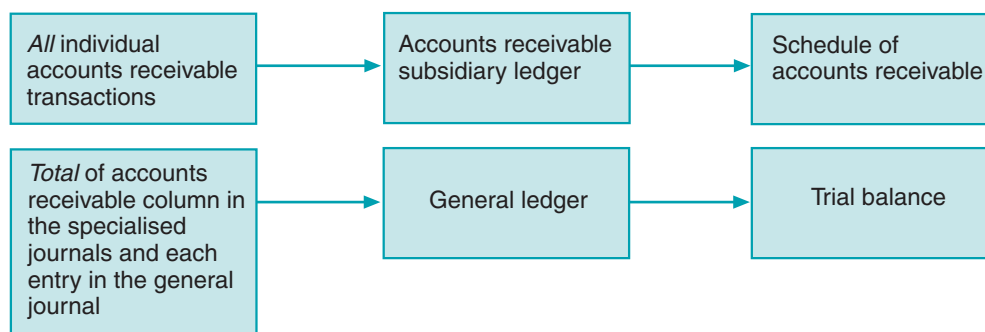 All individual
accounts receivable
transactions
Accounts receivable
subsidiary ledger
Schedule of
accounts receivable
Total of accounts
receivable column in
the specialised
journals and each
entry in the general
journal
General ledger
Trial balance